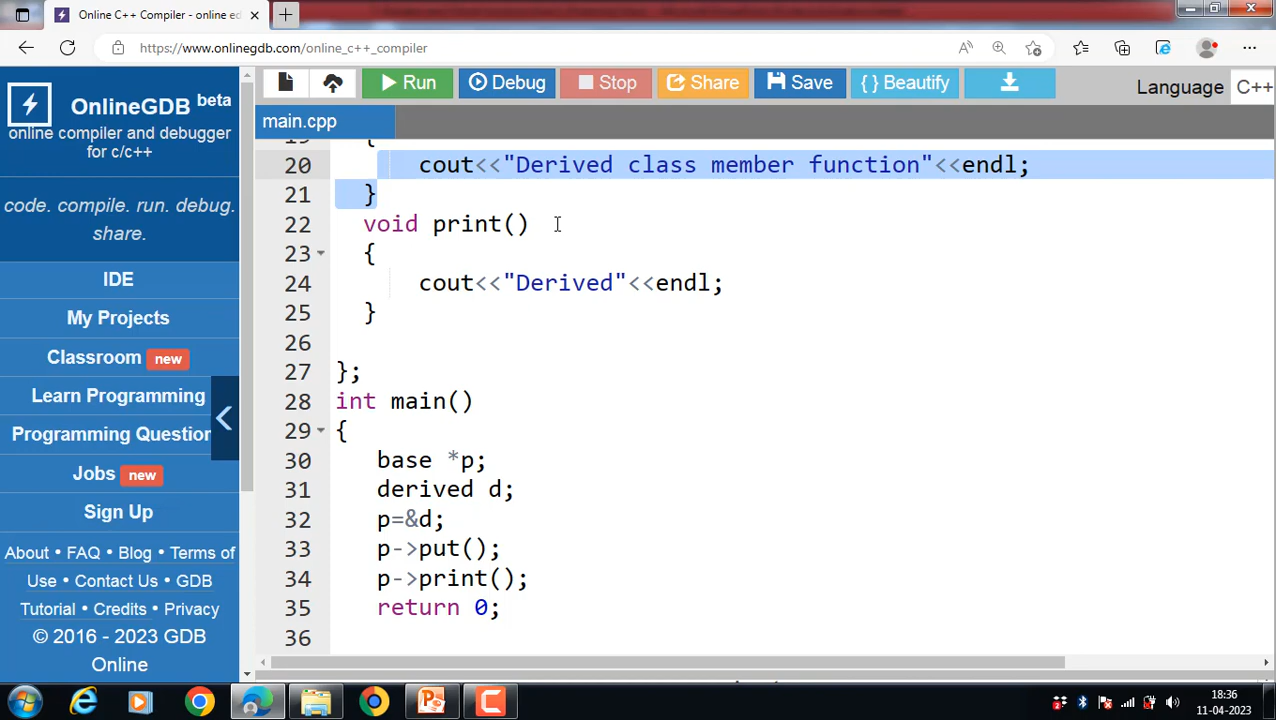 Online C++ Compiler - online ed
https://www.onlinegdb.com/online_c++_compiler
OnlineGDB beta
online compiler and debugger
for c/c++
code. compile. run. debug.
share.
IDE
My Projects
Classroom new
Learn Programming
Programming Question
Jobs new
Sign Up
About • FAQ • Blog • Terms of
Use • Contact Us • GDB
Tutorial • Credits • Privacy
© 2016 - 2023 GDB
Online
Run Debug Stop Share Save { } Beautify Language C++
main.cpp
{
20 cout<<"Derived class member function"<<endl;
21 }
22 void print()
23 {
24 cout<<"Derived"<<endl;
25 }
26
27 };
28 int main()
29 {
30 base *p;
31 derived d;
32 p=&d;
33 p->put();
34 p->print();
35 return 0;
36
18:36
11-04-2023